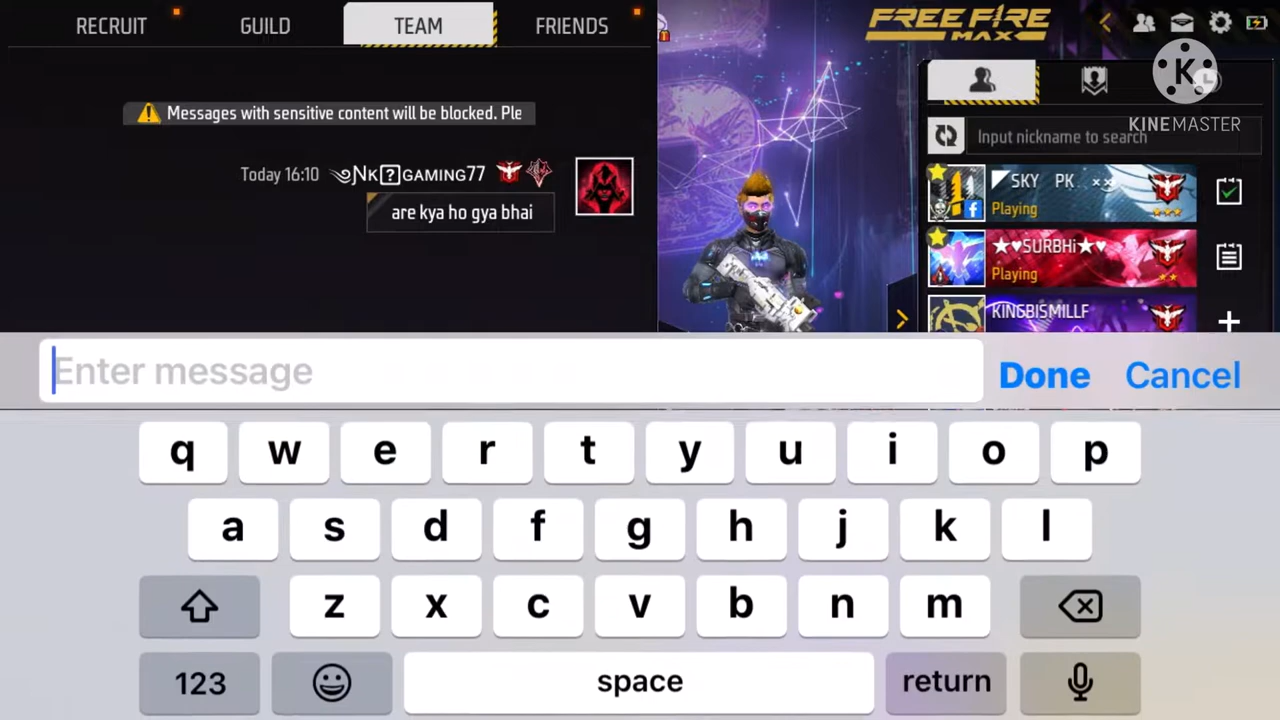 RECRUIT GUILD TEAM FRIENDS
FREE FIRE
MAX
Messages with sensitive content will be blocked. Ple
Today 16:10 ༄Nᴋ?ɢᴀᴍɪɴɢ77
are kya ho gya bhai
K
KINEMASTER
Input nickname to search
◤SKY PK ××
Playing
★♥SURBHi★♥
Playing
KINGBISMILLF
Enter message
Done Cancel
q w e r t y u i o p
a s d f g h j k l
z x c v b n m
123 space return